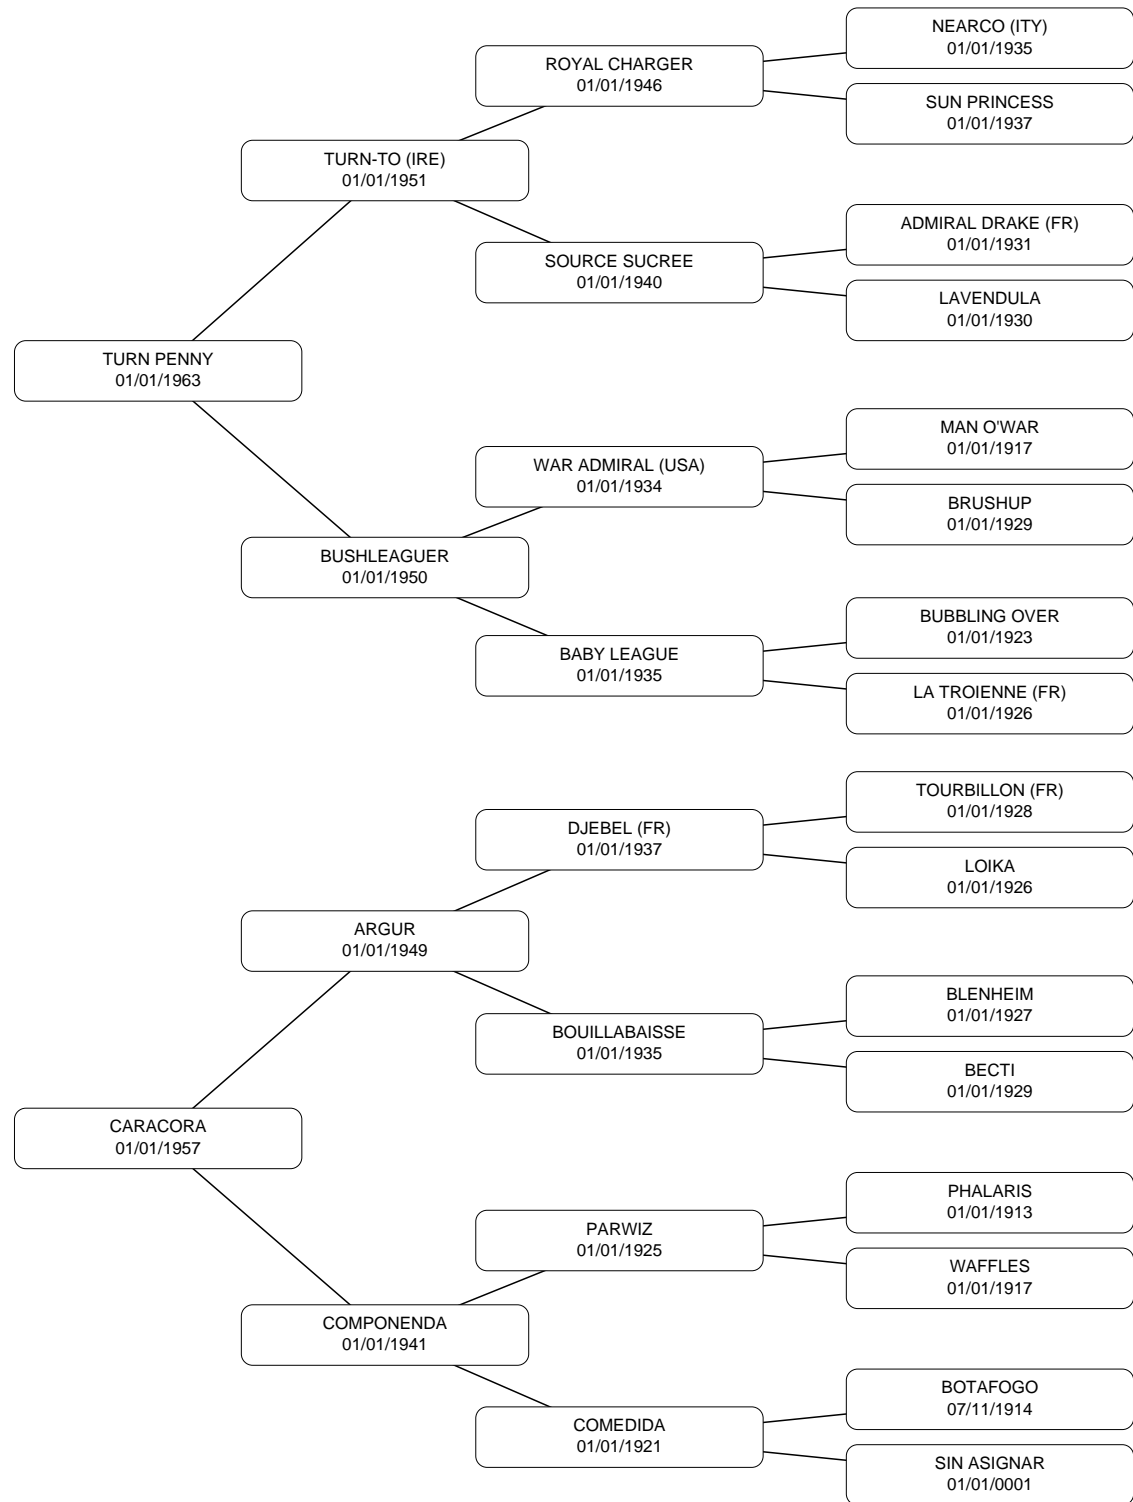 NEARCO (ITY)
01/01/1935
ROYAL CHARGER
01/01/1946
SUN PRINCESS
01/01/1937
TURN-TO (IRE)
01/01/1951
ADMIRAL DRAKE (FR)
01/01/1931
SOURCE SUCREE
01/01/1940
LAVENDULA
01/01/1930
TURN PENNY
01/01/1963
MAN O'WAR
01/01/1917
WAR ADMIRAL (USA)
01/01/1934
BRUSHUP
01/01/1929
BUSHLEAGUER
01/01/1950
BUBBLING OVER
01/01/1923
BABY LEAGUE
01/01/1935
LA TROIENNE (FR)
01/01/1926
TOURBILLON (FR)
01/01/1928
DJEBEL (FR)
01/01/1937
LOIKA
01/01/1926
ARGUR
01/01/1949
BLENHEIM
01/01/1927
BOUILLABAISSE
01/01/1935
BECTI
01/01/1929
CARACORA
01/01/1957
PHALARIS
01/01/1913
PARWIZ
01/01/1925
WAFFLES
01/01/1917
COMPONENDA
01/01/1941
BOTAFOGO
07/11/1914
COMEDIDA
01/01/1921
SIN ASIGNAR
01/01/0001